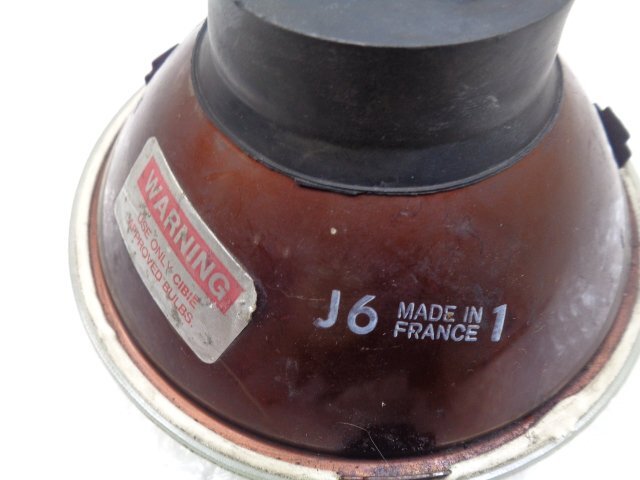 WARNING
USE ONLY CIBIE
APPROVED BULBS.
J6 MADE IN 1
FRANCE